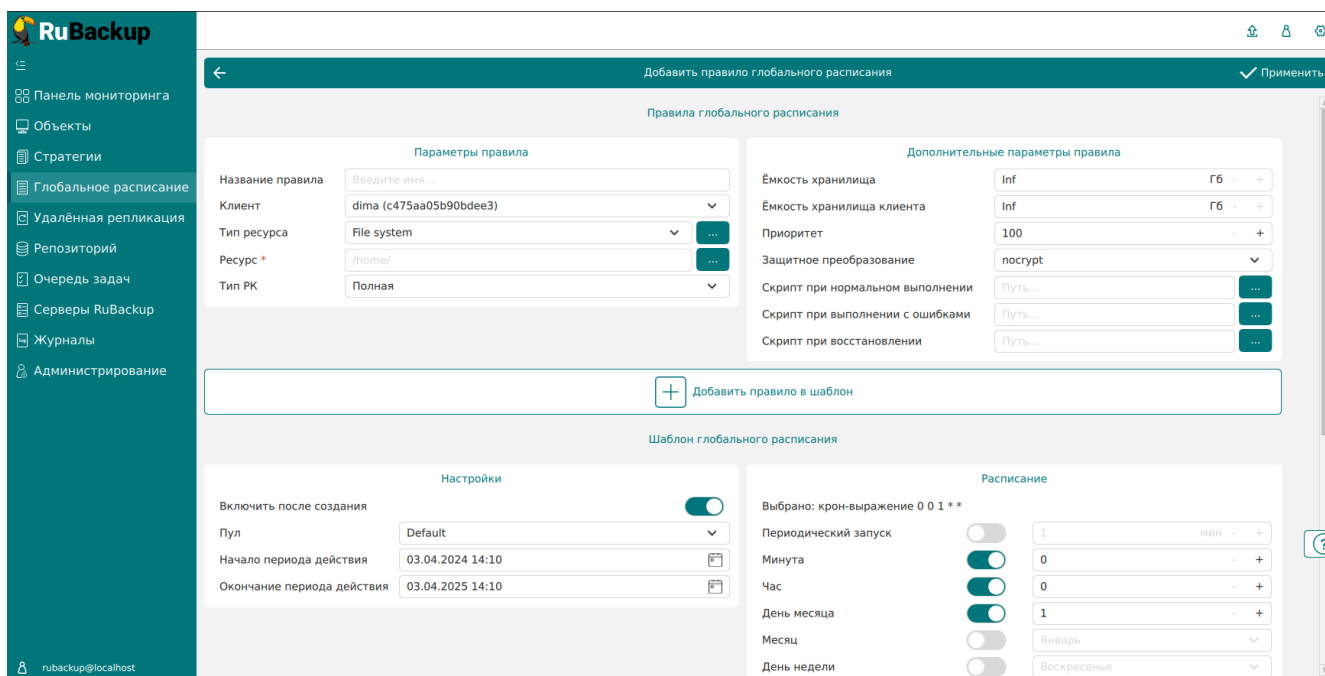 RuBackup
Панель мониторинга
Объекты
Стратегии
Глобальное расписание
Удалённая репликация
Репозиторий
Очередь задач
Серверы RuBackup
Журналы
Администрирование
rubackup@localhost
Добавить правило глобального расписания
Применить
Правила глобального расписания
Параметры правила
Название правила Введите имя ..
Клиент dima (c475aa05b90bdee3)
Тип ресурса File system ...
Ресурс * /home/ ...
Тип РК Полная
Дополнительные параметры правила
Ёмкость хранилища Inf Гб - +
Ёмкость хранилища клиента Inf Гб - +
Приоритет 100 - +
Защитное преобразование nocrypt
Скрипт при нормальном выполнении Путь... ...
Скрипт при выполнении с ошибками Путь... ...
Скрипт при восстановлении Путь... ...
Добавить правило в шаблон
Шаблон глобального расписания
Настройки
Включить после создания
Пул Default
Начало периода действия 03.04.2024 14:10
Окончание периода действия 03.04.2025 14:10
Расписание
Выбрано: крон-выражение 0 0 1 * *
Периодический запуск 1 мин - +
Минута 0 - +
Час 0 - +
День месяца 1 - +
Месяц Январь
День недели Воскресенье